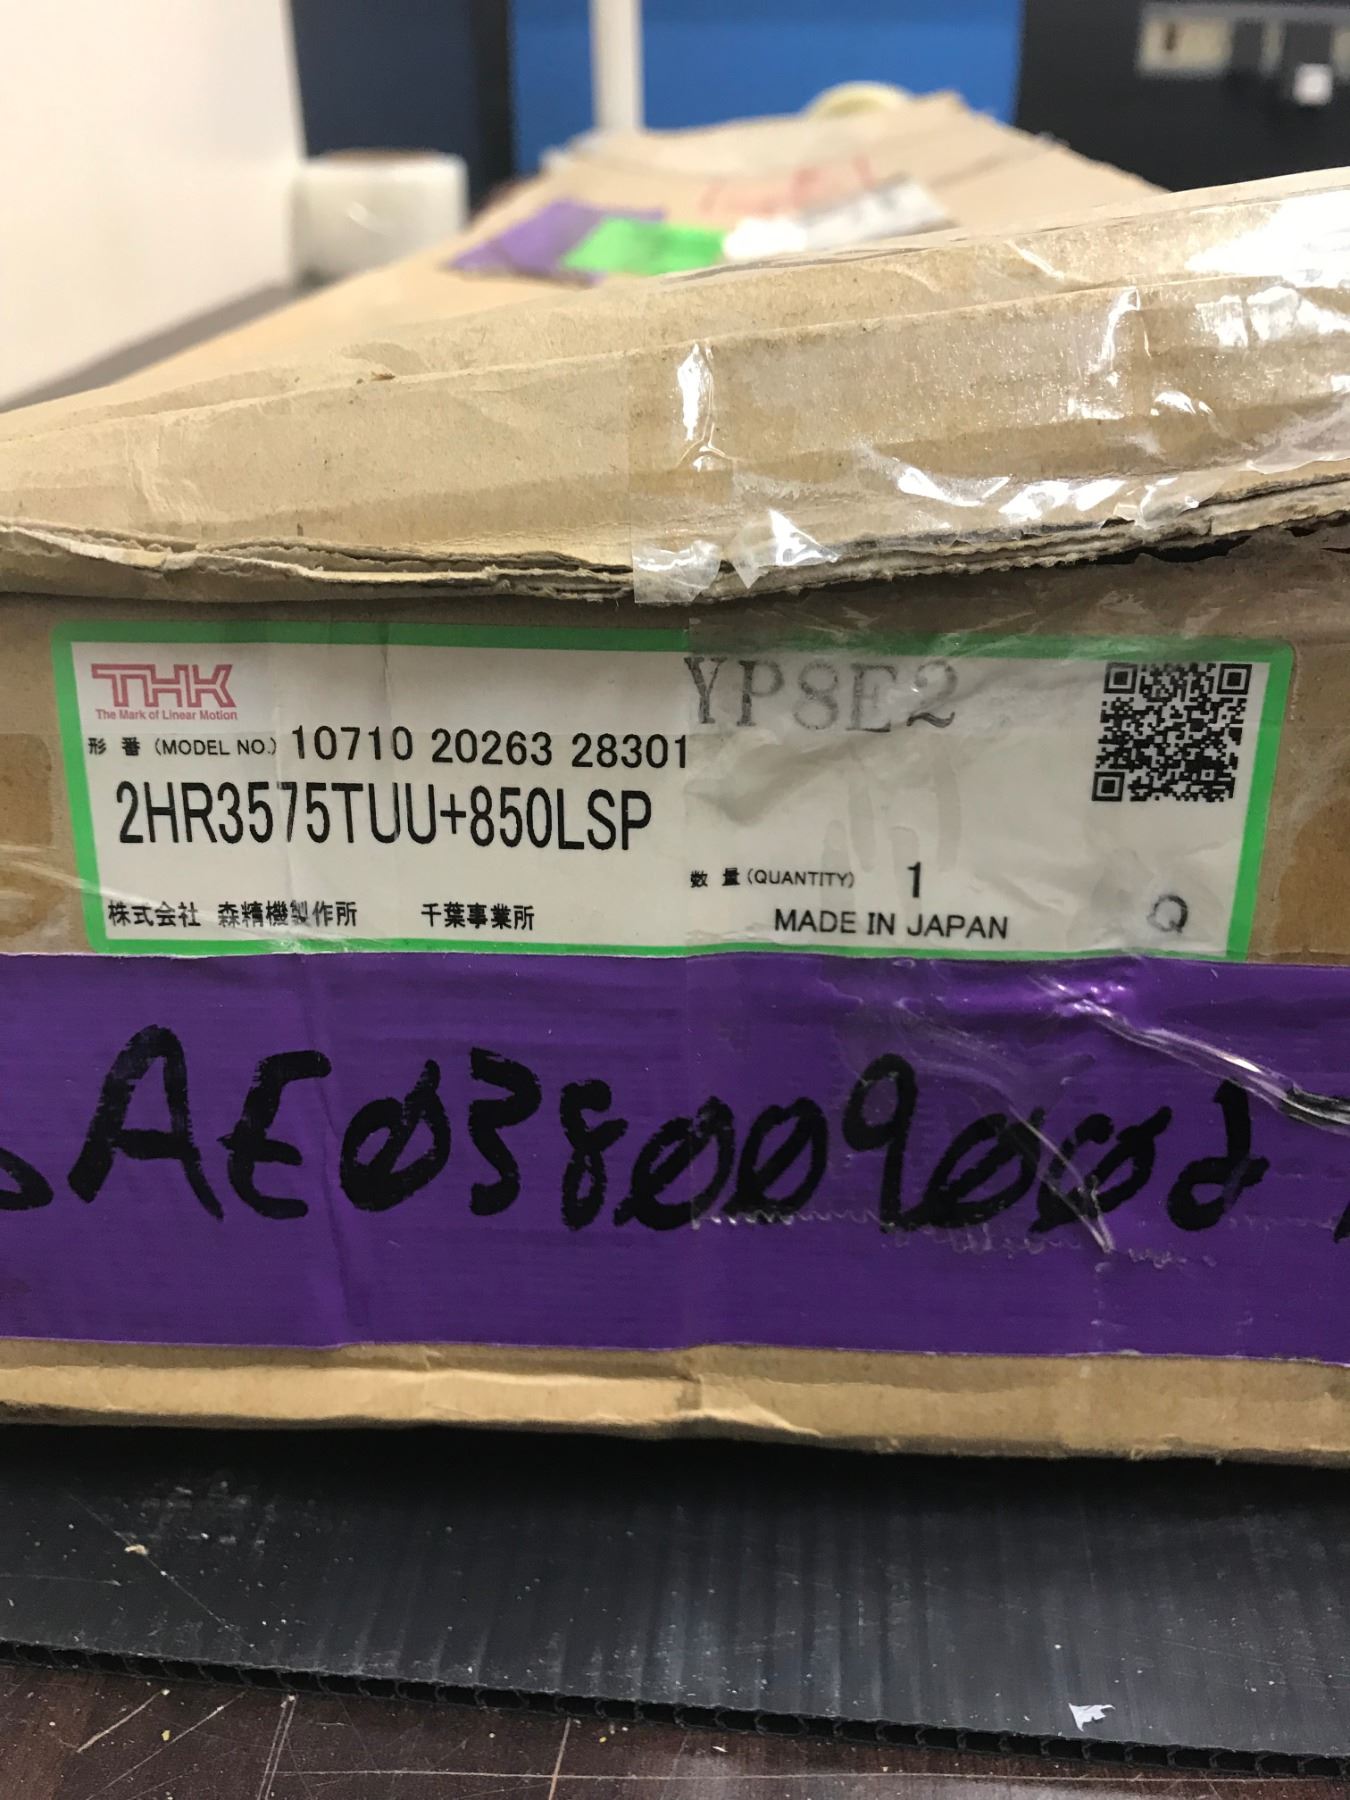 THK
The Mark of Linear Motion
YP8E2
形 番 (MODEL NO.) 10710 20263 28301
2HR3575TUU+850LSP
数 量 (QUANTITY) 1
株式会社 森精機製作所 千葉事業所
MADE IN JAPAN
Q
AE0380090002